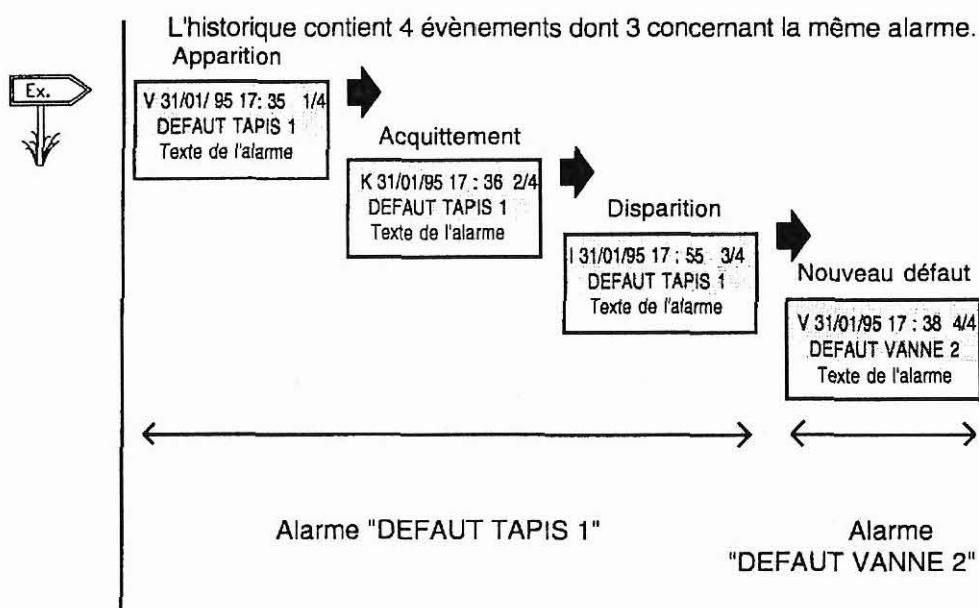 L'historique contient 4 évènements dont 3 concernant la même alarme.
Apparition
Ex.
V 31/01/ 95 17: 35 1/4
DEFAUT TAPIS 1
Texte de l'alarme
Acquittement
K 31/01/95 17 : 36 2/4
DEFAUT TAPIS 1
Texte de l'alarme
Disparition
I 31/01/95 17 : 55 3/4
DEFAUT TAPIS 1
Texte de l'alarme
Nouveau défaut
V 31/01/95 17 : 38 4/4
DEFAUT VANNE 2
Texte de l'alarme
Alarme "DEFAUT TAPIS 1"
Alarme
"DEFAUT VANNE 2"